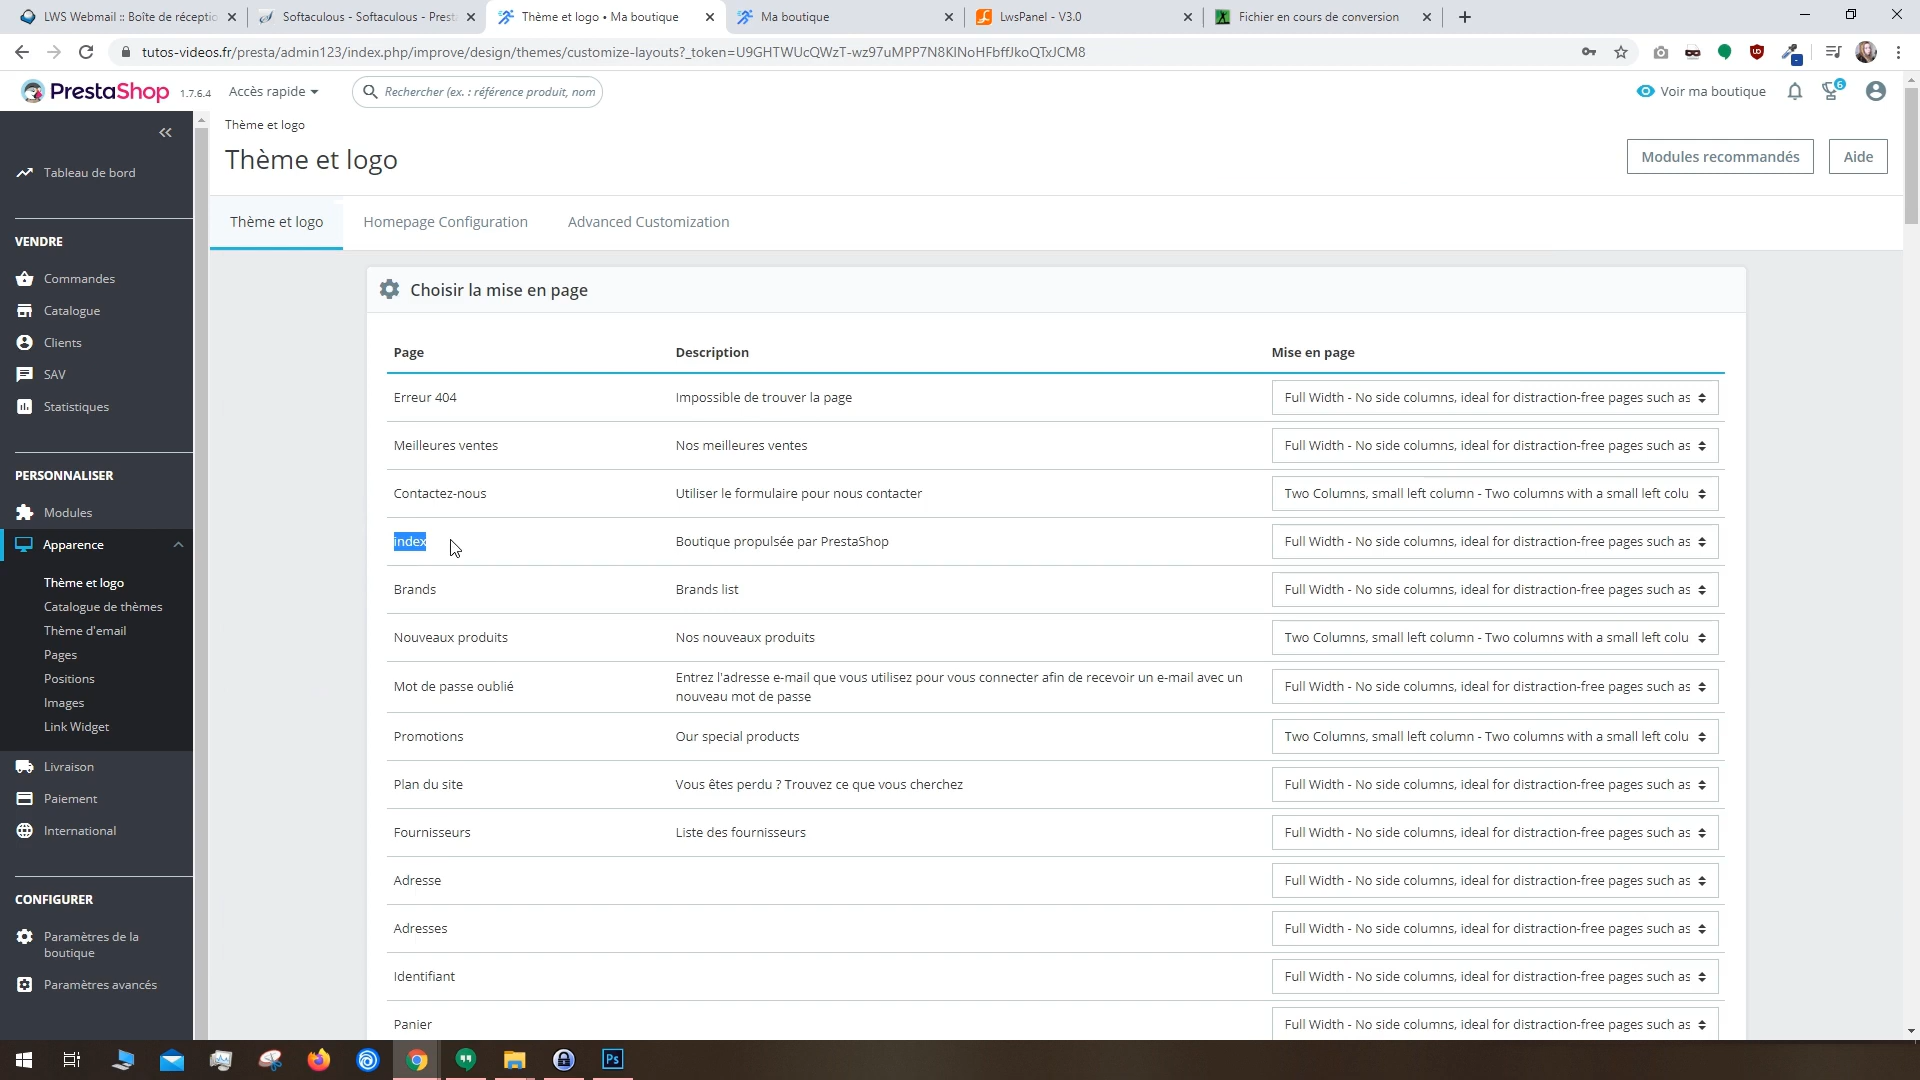 LWS Webmail :: Boîte de réceptio
Softaculous - Softaculous - Prest
Thème et logo • Ma boutique
Ma boutique
LwsPanel - V3.0
Fichier en cours de conversion
tutos-videos.fr/presta/admin123/index.php/improve/design/themes/customize-layouts?_token=U9GHTWUcQWzT-wz97uMPP7N8KINoHFbffJkoQTxJCM8
PrestaShop 1.7.6.4
Accès rapide
Rechercher (ex. : référence produit, nom
Voir ma boutique
6
Thème et logo
Thème et logo
Modules recommandés
Aide
Thème et logo
Homepage Configuration
Advanced Customization
Tableau de bord
VENDRE
Commandes
Catalogue
Clients
SAV
Statistiques
PERSONNALISER
Modules
Apparence
Thème et logo
Catalogue de thèmes
Thème d'email
Pages
Positions
Images
Link Widget
Livraison
Paiement
International
CONFIGURER
Paramètres de la
boutique
Paramètres avancés
Choisir la mise en page
Page Description Mise en page
Erreur 404 Impossible de trouver la page Full Width - No side columns, ideal for distraction-free pages such as
Meilleures ventes Nos meilleures ventes Full Width - No side columns, ideal for distraction-free pages such as
Contactez-nous Utiliser le formulaire pour nous contacter Two Columns, small left column - Two columns with a small left colu
index Boutique propulsée par PrestaShop Full Width - No side columns, ideal for distraction-free pages such as
Brands Brands list Full Width - No side columns, ideal for distraction-free pages such as
Nouveaux produits Nos nouveaux produits Two Columns, small left column - Two columns with a small left colu
Mot de passe oublié Entrez l'adresse e-mail que vous utilisez pour vous connecter afin de recevoir un e-mail avec un
nouveau mot de passe Full Width - No side columns, ideal for distraction-free pages such as
Promotions Our special products Two Columns, small left column - Two columns with a small left colu
Plan du site Vous êtes perdu ? Trouvez ce que vous cherchez Full Width - No side columns, ideal for distraction-free pages such as
Fournisseurs Liste des fournisseurs Full Width - No side columns, ideal for distraction-free pages such as
Adresse Full Width - No side columns, ideal for distraction-free pages such as
Adresses Full Width - No side columns, ideal for distraction-free pages such as
Identifiant Full Width - No side columns, ideal for distraction-free pages such as
Panier Full Width - No side columns, ideal for distraction-free pages such as
Ps